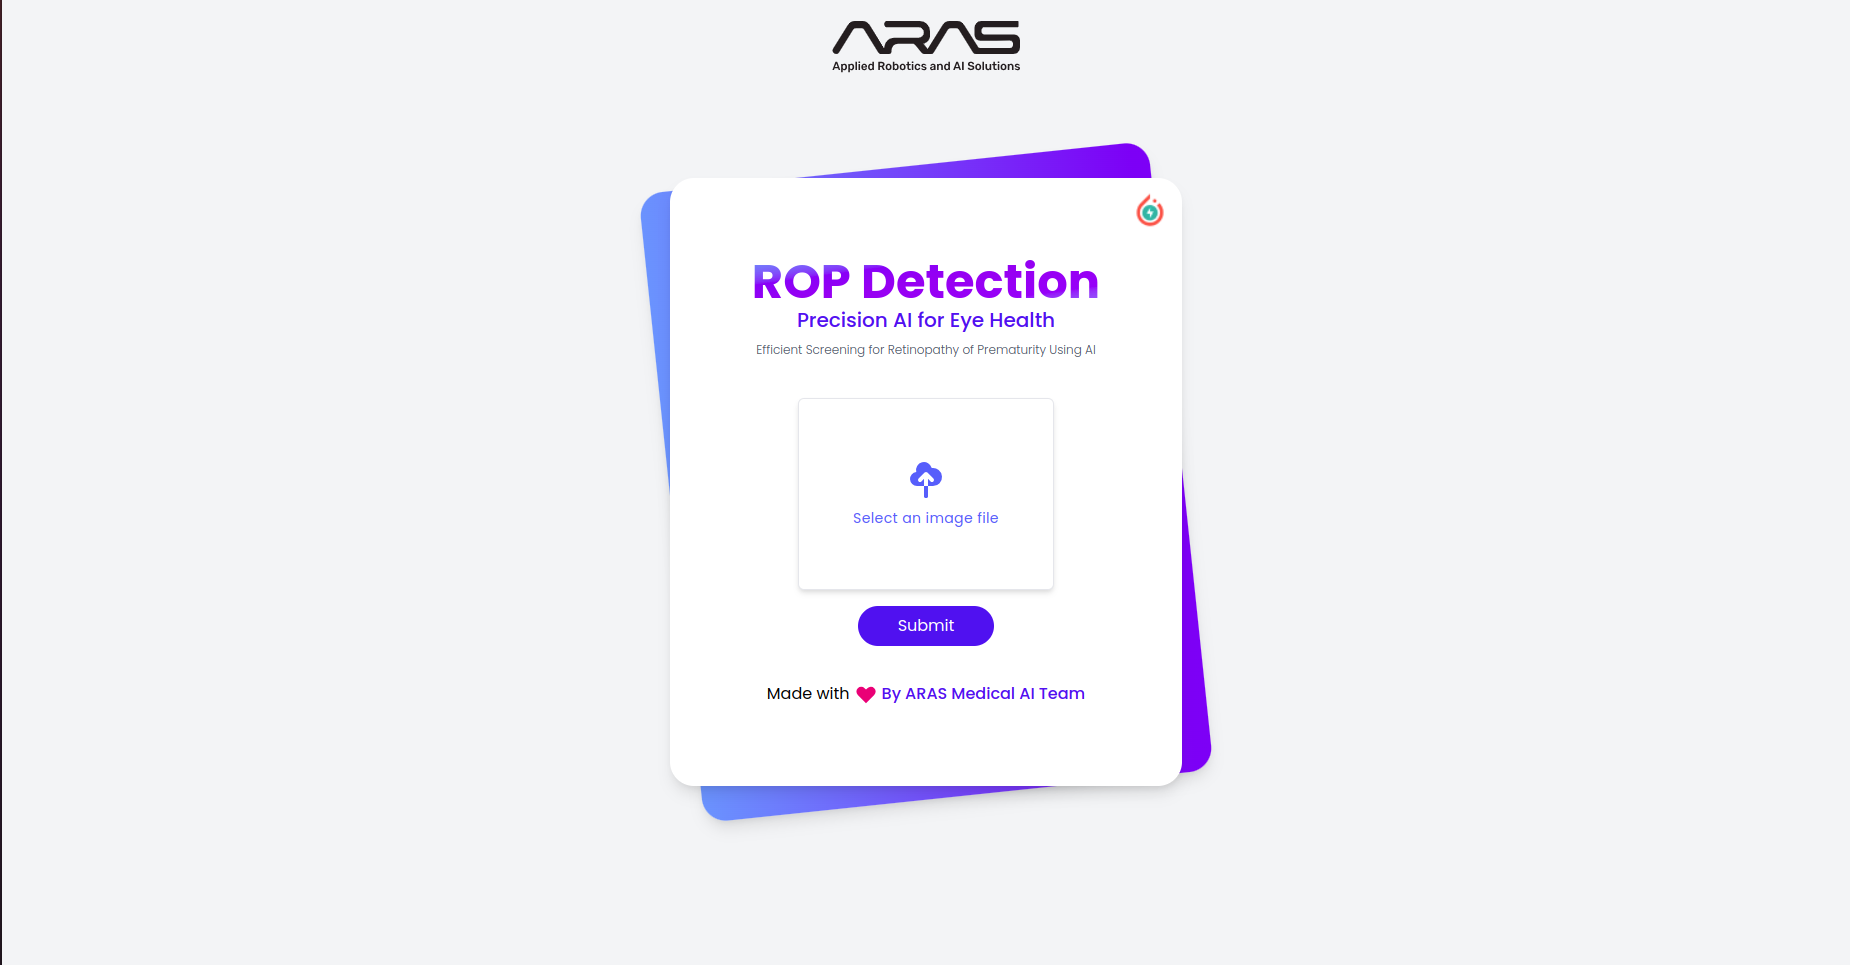 ARAS
Applied Robotics and AI Solutions
ROP Detection
Precision AI for Eye Health
Efficient Screening for Retinopathy of Prematurity Using AI
Select an image file
Submit
Made with By ARAS Medical AI Team